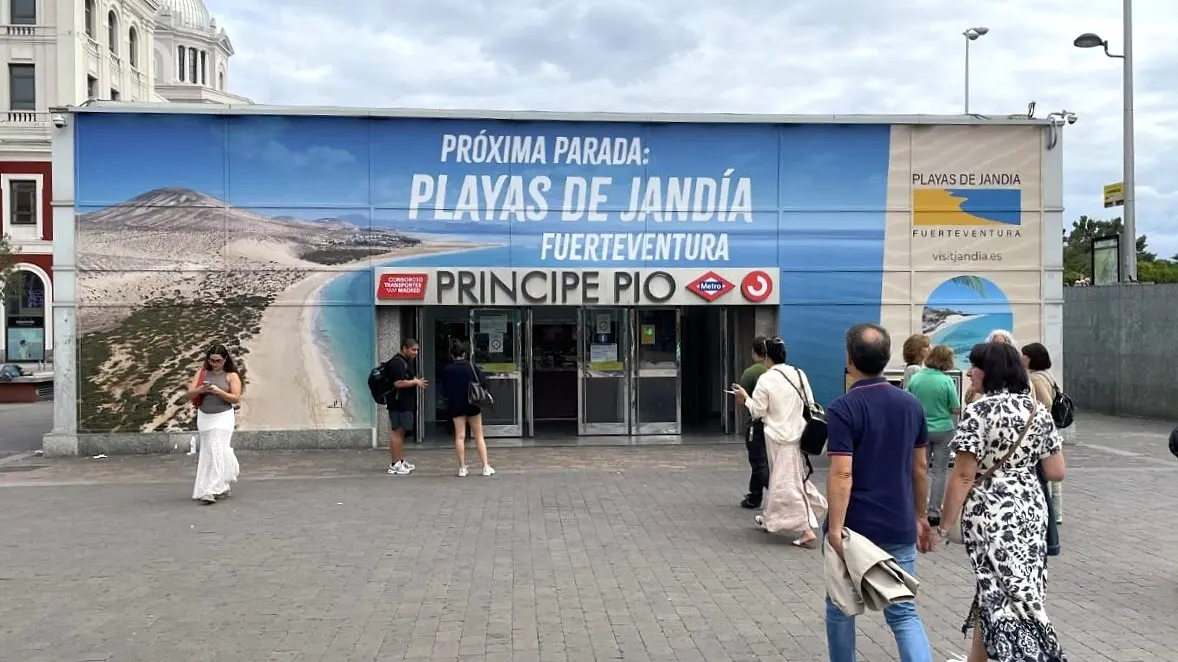 PRÓXIMA PARADA:
PLAYAS DE JANDÍA
FUERTEVENTURA
PLAYAS DE JANDIA
FUERTEVENTURA
visitjandia.es
CONSORCIO
TRANSPORTES
MADRID
PRINCIPE PIO
Metro